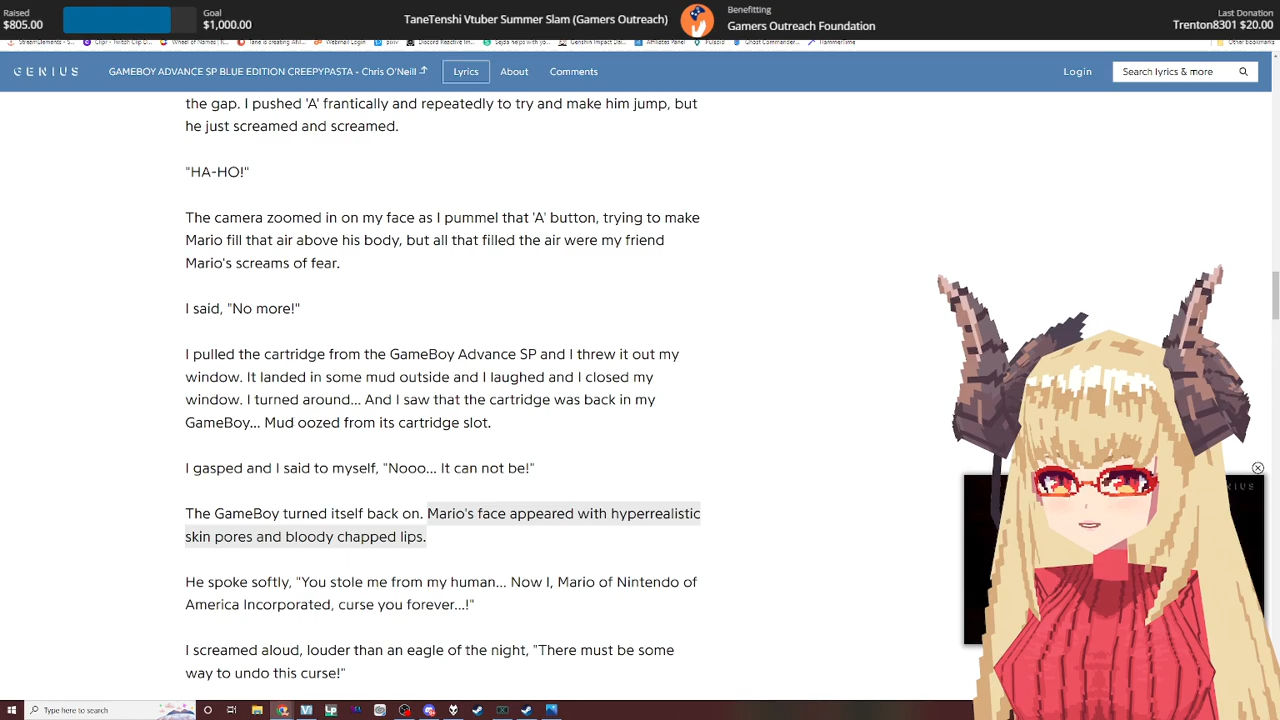 Raised
$805.00
Goal
$1,000.00
TaneTenshi Vtuber Summer Slam (Gamers Outreach)
Benefitting
Gamers Outreach Foundation
Last Donation
Trenton8301 $20.00
GENIUS
GAMEBOY ADVANCE SP BLUE EDITION CREEPYPASTA - Chris O'Neill
Lyrics
About
Comments
Login
Search lyrics & more
the gap. I pushed 'A' frantically and repeatedly to try and make him jump, but
he just screamed and screamed.
"HA-HO!"
The camera zoomed in on my face as I pummel that 'A' button, trying to make
Mario fill that air above his body, but all that filled the air were my friend
Mario's screams of fear.
I said, "No more!"
I pulled the cartridge from the GameBoy Advance SP and I threw it out my
window. It landed in some mud outside and I laughed and I closed my
window. I turned around... And I saw that the cartridge was back in my
GameBoy... Mud oozed from its cartridge slot.
I gasped and I said to myself, "Nooo... It can not be!"
The GameBoy turned itself back on. Mario's face appeared with hyperrealistic
skin pores and bloody chapped lips.
He spoke softly, "You stole me from my human... Now I, Mario of Nintendo of
America Incorporated, curse you forever...!"
I screamed aloud, louder than an eagle of the night, "There must be some
way to undo this curse!"
Type here to search